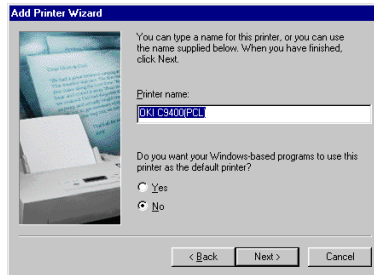 Add Printer Wizard
You can type a name for this printer, or you can use
the name supplied below. When you have finished,
click Next.
Printer name:
OKI C9400(PCL)
Do you want your Windows-based programs to use this
printer as the default printer?
Yes
No
< Back
Next >
Cancel